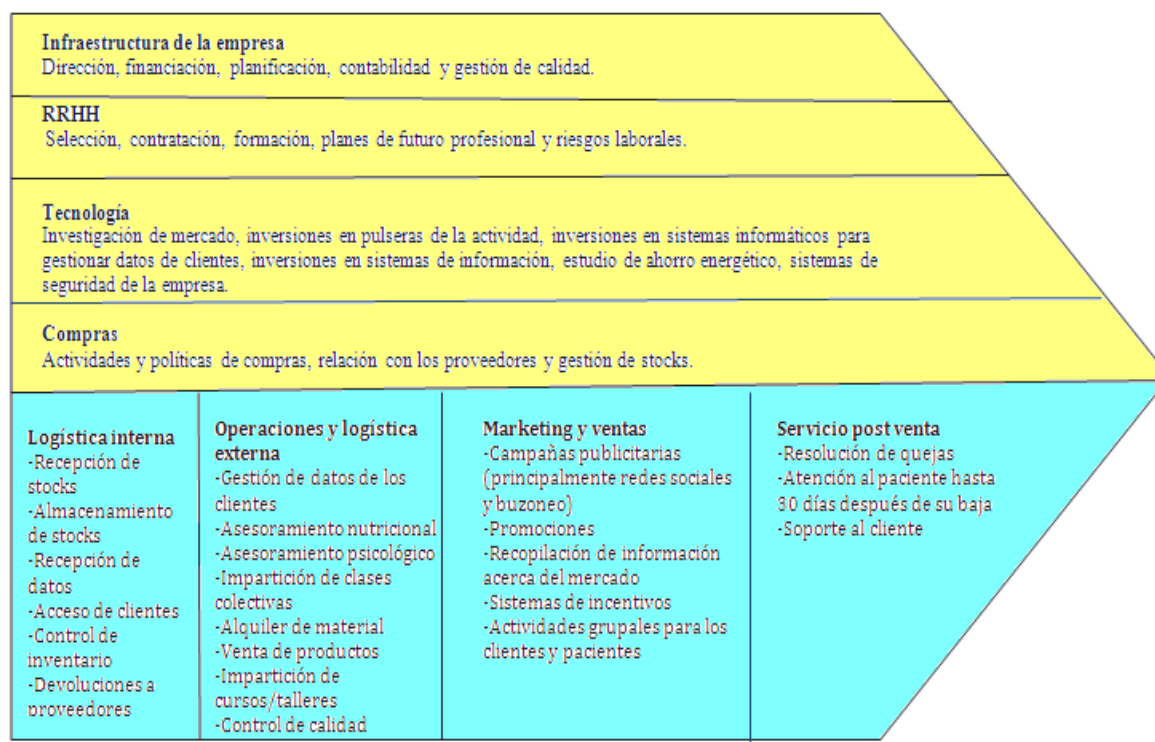 Infraestructura de la empresa
Dirección, financiación, planificación, contabilidad y gestión de calidad.
RRHH
Selección, contratación, formación, planes de futuro profesional y riesgos laborales.
Tecnología
Investigación de mercado, inversiones en pulseras de la actividad, inversiones en sistemas informáticos para
gestionar datos de clientes, inversiones en sistemas de información, estudio de ahorro energético, sistemas de
seguridad de la empresa.
Compras
Actividades y políticas de compras, relación con los proveedores y gestión de stocks.
Logística interna
-Recepción de
stocks
-Almacenamiento
de stocks
-Recepción de
datos
-Acceso de clientes
-Control de
inventario
-Devoluciones a
proveedores
Operaciones y logística
externa
-Gestión de datos de los
clientes
-Asesoramiento nutricional
-Asesoramiento psicológico
-Impartición de clases
colectivas
-Alquiler de material
-Venta de productos
-Impartición de
cursos/talleres
-Control de calidad
Marketing y ventas
-Campañas publicitarias
(principalmente redes sociales
y buzoneo)
-Promociones
-Recopilación de información
acerca del mercado
-Sistemas de incentivos
-Actividades grupales para los
clientes y pacientes
Servicio post venta
-Resolución de quejas
-Atención al paciente hasta
30 días después de su baja
-Soporte al cliente